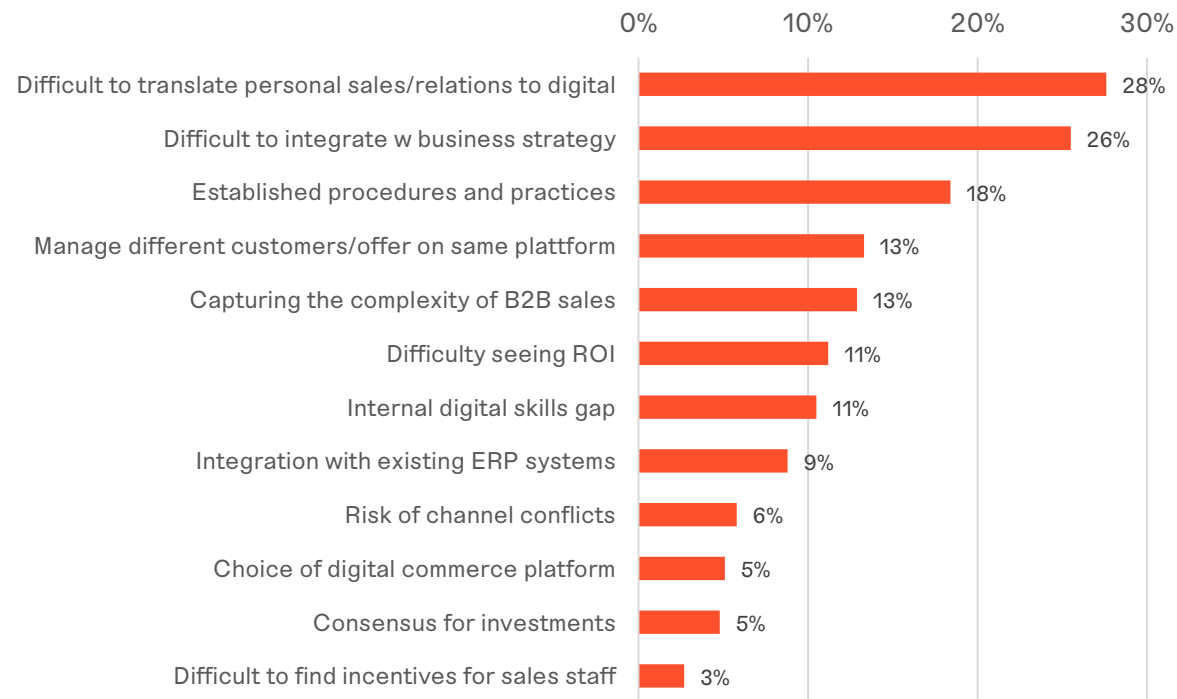 0% 10% 20% 30%
Difficult to translate personal sales/relations to digital 28%
Difficult to integrate w business strategy 26%
Established procedures and practices 18%
Manage different customers/offer on same plattform 13%
Capturing the complexity of B2B sales 13%
Difficulty seeing ROI 11%
Internal digital skills gap 11%
Integration with existing ERP systems 9%
Risk of channel conflicts 6%
Choice of digital commerce platform 5%
Consensus for investments 5%
Difficult to find incentives for sales staff 3%